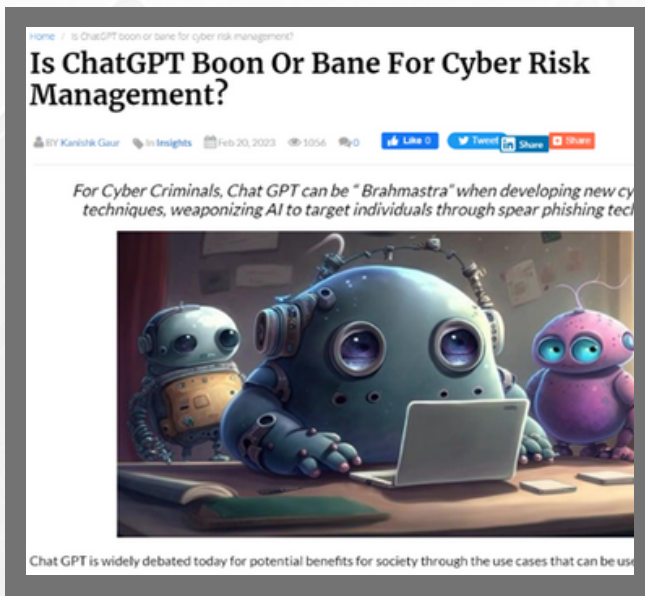 Home / Is ChatGPT boon or bane for cyber risk management?
Is ChatGPT Boon Or Bane For Cyber Risk
Management?
BY Kanishk Gaur In Insights Feb 20, 2023 1056 0 Like 0 Tweet in Share Share
For Cyber Criminals, Chat GPT can be " Brahmastra" when developing new cy
techniques, weaponizing AI to target individuals through spear phishing tec
Chat GPT is widely debated today for potential benefits for society through the use cases that can be use